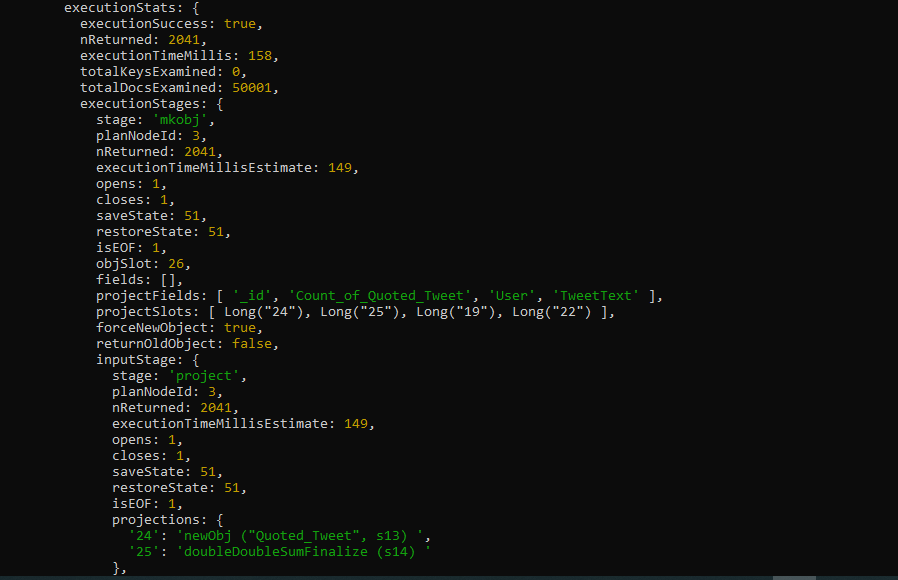 executionStats: {
executionSuccess: true,
nReturned: 2041,
executionTimeMillis: 158,
totalKeysExamined: 0,
totalDocsExamined: 50001,
executionStages: {
stage: 'mkobj',
planNodeId: 3,
nReturned: 2041,
executionTimeMillisEstimate: 149,
opens: 1,
closes: 1,
saveState: 51,
restoreState: 51,
isEOF: 1,
objSlot: 26,
fields: [],
projectFields: [ '_id', 'Count_of_Quoted_Tweet', 'User', 'TweetText' ],
projectSlots: [ Long("24"), Long("25"), Long("19"), Long("22") ],
forceNewObject: true,
returnOldObject: false,
inputStage: {
stage: 'project',
planNodeId: 3,
nReturned: 2041,
executionTimeMillisEstimate: 149,
opens: 1,
closes: 1,
saveState: 51,
restoreState: 51,
isEOF: 1,
projections: {
'24': 'newObj ("Quoted_Tweet", s13) ',
'25': 'doubleDoubleSumFinalize (s14) '
},